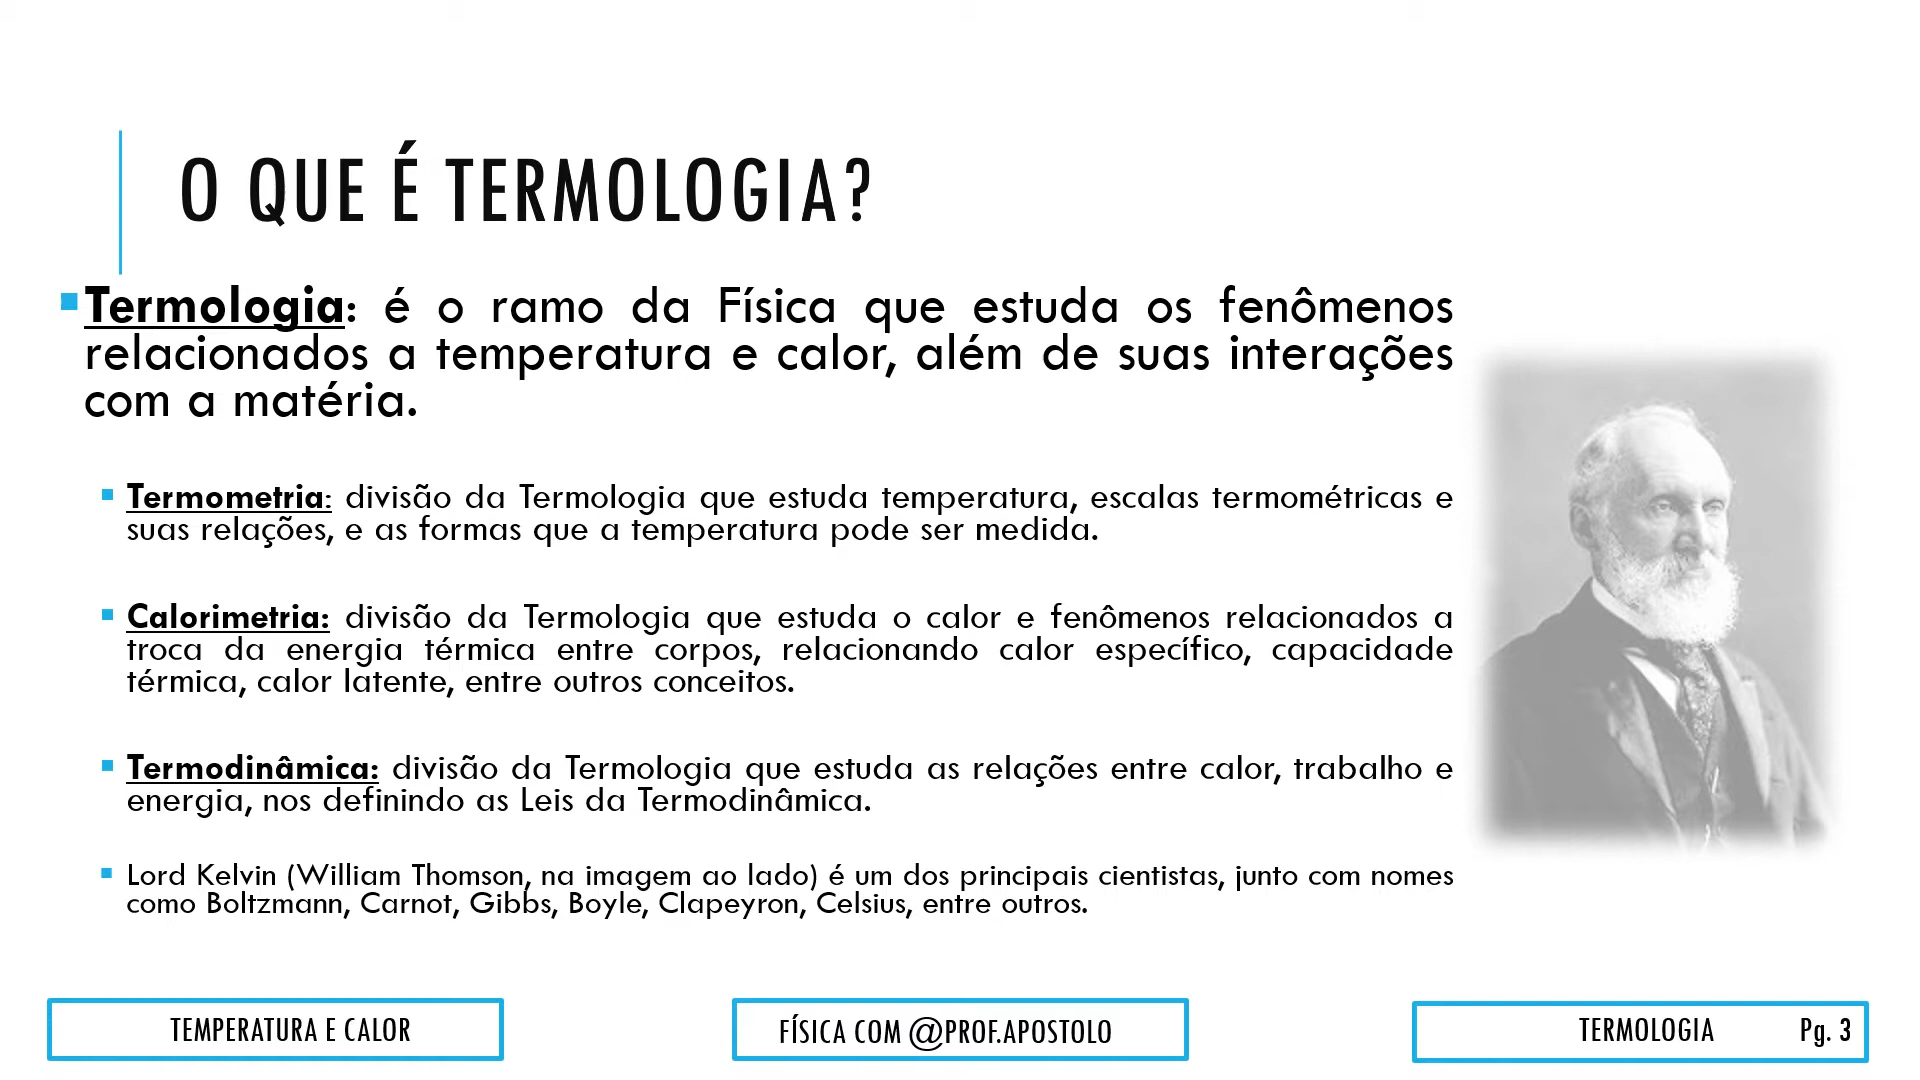 O QUE É TERMOLOGIA?
Termologia: é o ramo da Física que estuda os fenômenos
relacionados a temperatura e calor, além de suas interações
com a matéria.
Termometria: divisão da Termologia que estuda temperatura, escalas termométricas e
suas relações, e as formas que a temperatura pode ser medida.
Calorimetria: divisão da Termologia que estuda o calor e fenômenos relacionados a
troca da energia térmica entre corpos, relacionando calor específico, capacidade
térmica, calor latente, entre outros conceitos.
Termodinâmica: divisão da Termologia que estuda as relações entre calor, trabalho e
energia, nos definindo as Leis da Termodinâmica.
Lord Kelvin (William Thomson, na imagem ao lado) é um dos principais cientistas, junto com nomes
como Boltzmann, Carnot, Gibbs, Boyle, Clapeyron, Celsius, entre outros.
TEMPERATURA E CALOR
FÍSICA COM @PROF.APOSTOLO
TERMOLOGIA Pg. 3